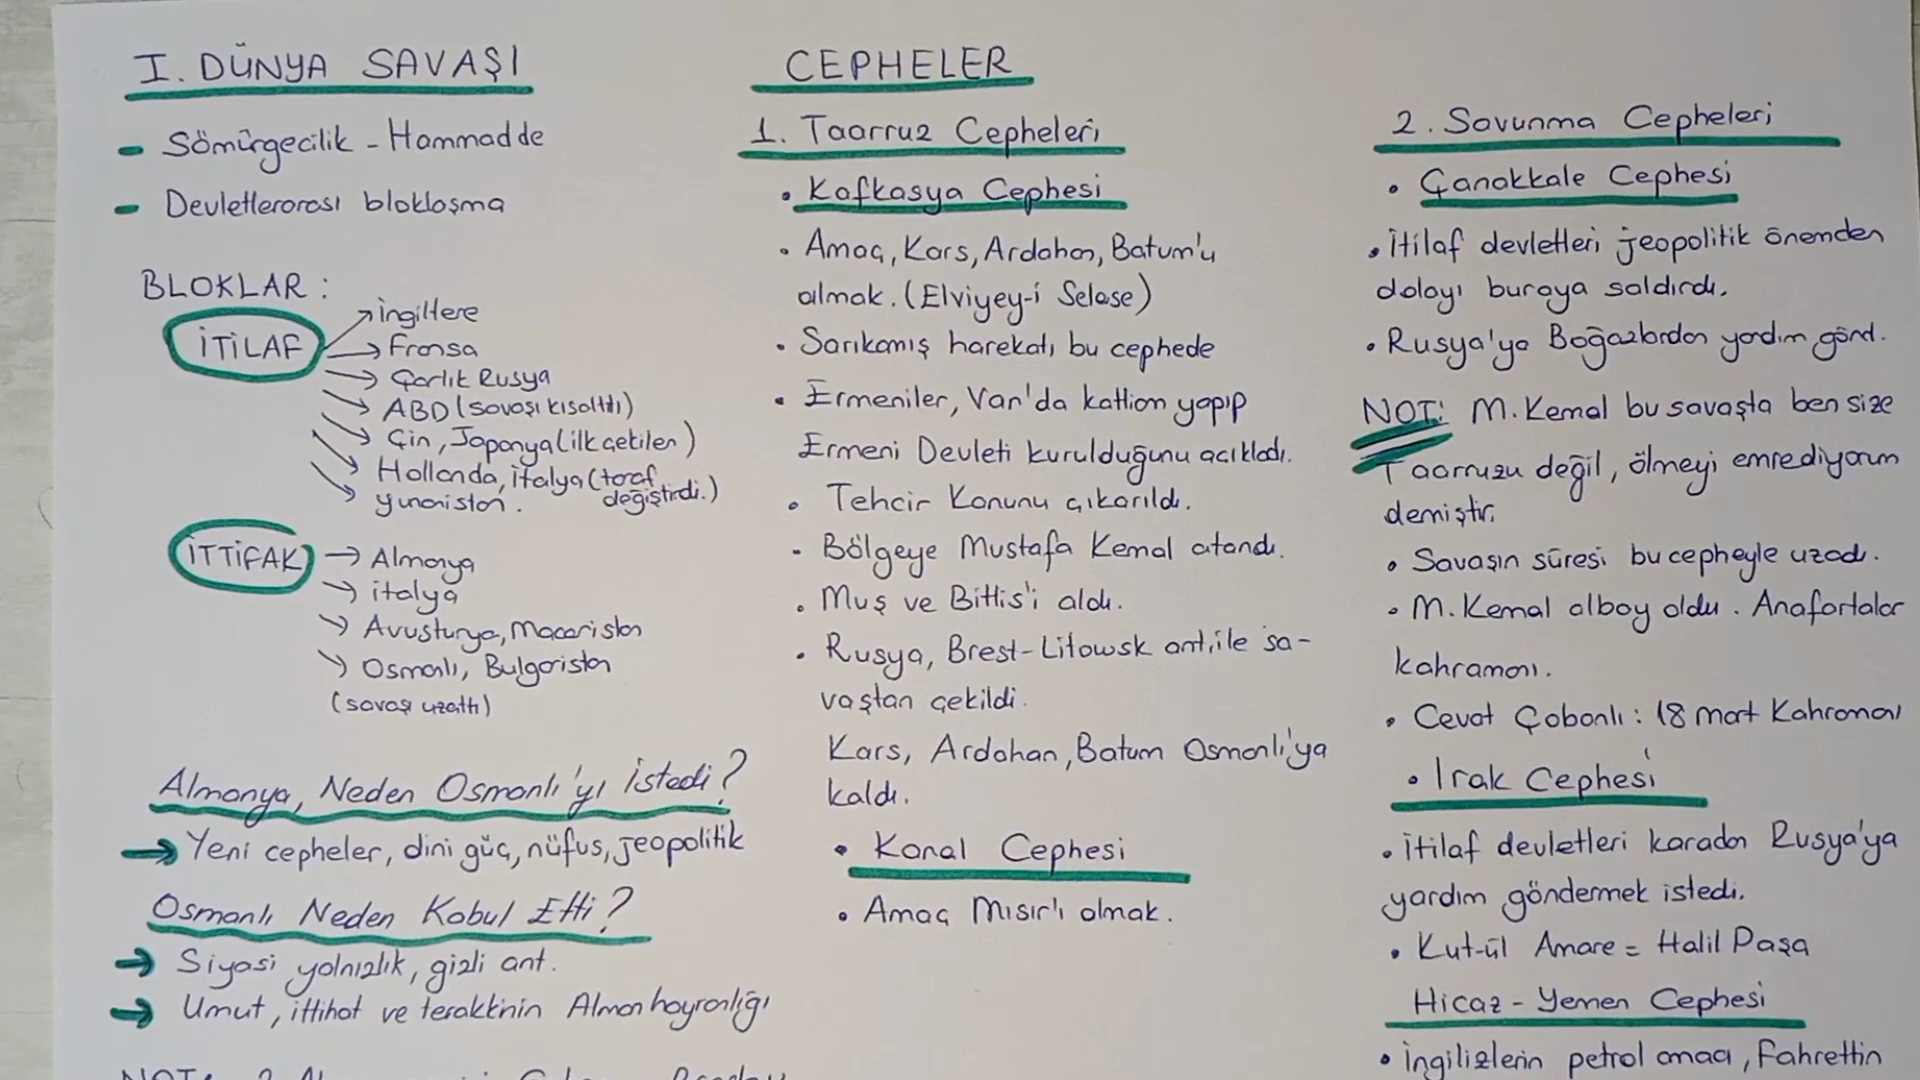 I. DÜNYA SAVAŞI
- Sömürgecilik - Hammadde
- Devletlerarası bloklaşma
BLOKLAR :
İTİLAF
→ İngiltere
→ Fransa
→ Çarlık Rusya
→ ABD (savaşı kısalttı)
→ Çin, Japonya (ilk çekilen)
→ Hollanda, İtalya (taraf değiştirdi.)
→ Yunanistan.
İTTİFAK
→ Almanya
→ italya
→ Avusturya, Macaristan
→ Osmanlı, Bulgaristan
(savaşı uzattı)
Almanya, Neden Osmanlı'yı istedi?
→ Yeni cepheler, dini güç, nüfus, jeopolitik
Osmanlı Neden Kabul Etti?
→ Siyasi yalnızlık, gizli ant.
→ Umut, ittihat ve terakki'nin Alman hayranlığı
CEPHELER
1. Taarruz Cepheleri
• Kafkasya Cephesi
• Amaç, Kars, Ardahan, Batum'u
almak. (Elviyey-i Selase)
• Sarıkamış harekatı bu cephede
• Ermeniler, Van'da katliam yapıp
Ermeni Devleti kurulduğunu açıkladı.
• Tehcir Kanunu çıkarıldı.
• Bölgeye Mustafa Kemal atandı.
• Muş ve Bitlis'i aldı.
• Rusya, Brest-Litowsk ant. ile sa-
vaştan çekildi.
Kars, Ardahan, Batum Osmanlı'ya
kaldı.
• Kanal Cephesi
• Amaç Mısır'ı almak.
2. Savunma Cepheleri
• Çanakkale Cephesi
• İtilaf devletleri jeopolitik önemden
dolayı buraya saldırdı.
• Rusya'ya Boğazlardan yardım gönd.
NOT: M. Kemal bu savaşta ben size
Taarruzu değil, ölmeyi emrediyorum
demiştir.
• Savaşın süresi bu cepheyle uzadı.
• M. Kemal albay oldu. Anafartalar
kahramanı.
• Cevat Çobanlı : 18 Mart Kahramanı
• Irak Cephesi
• İtilaf devletleri karadan Rusya'ya
yardım göndermek istedi.
• Kut-ül Amare = Halil Paşa
Hicaz - Yemen Cephesi
• İngilizlerin petrol amacı, Fahrettin